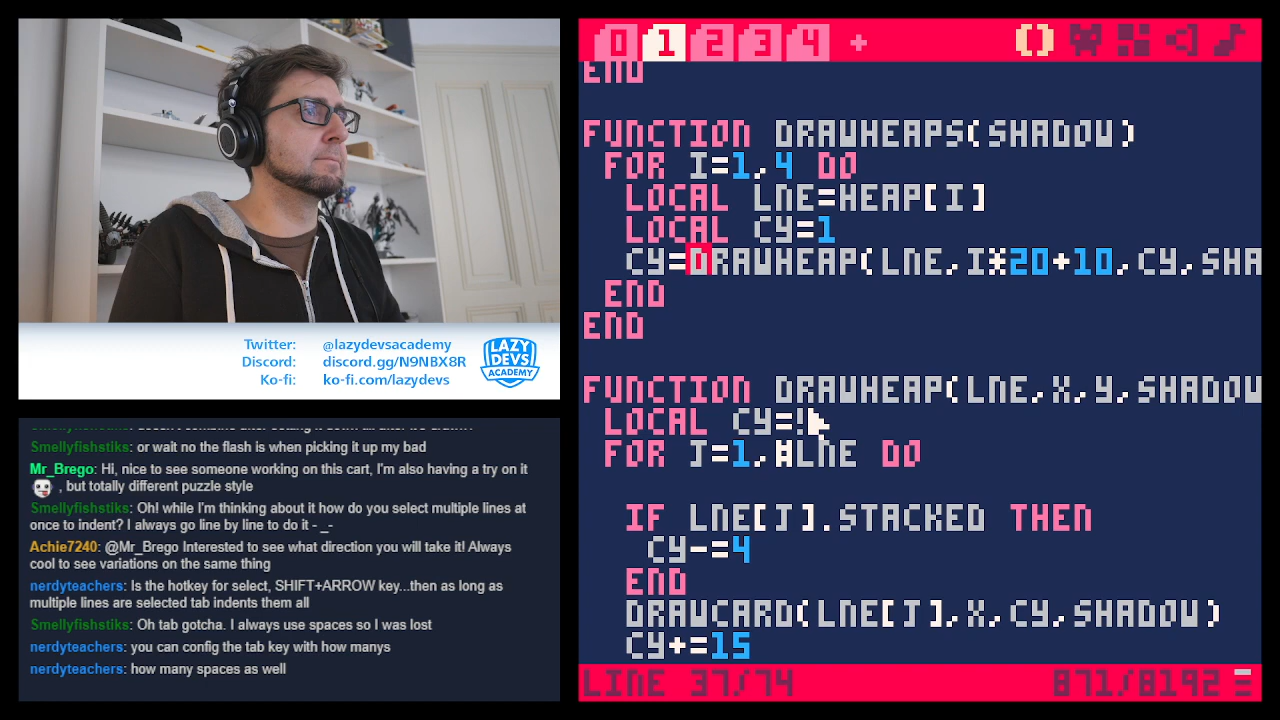 Twitter: @lazydevsacademy
Discord: discord.gg/N9NBX8R
Ko-fi: ko-fi.com/lazydevs
LAZY
DEVS
ACADEMY
Smellyfishstiks: or wait no the flash is when picking it up my bad
Mr_Brego: Hi, nice to see someone working on this cart, I'm also having a try on it
, but totally different puzzle style
Smellyfishstiks: Oh! while I'm thinking about it how do you select multiple lines at
once to indent? I always go line by line to do it - _-
Achie7240: @Mr_Brego Interested to see what direction you will take it! Always
cool to see variations on the same thing
nerdyteachers: Is the hotkey for select, SHIFT+ARROW key...then as long as
multiple lines are selected tab indents them all
Smellyfishstiks: Oh tab gotcha. I always use spaces so I was lost
nerdyteachers: you can config the tab key with how manys
nerdyteachers: how many spaces as well
0 1 2 3 4 +
END
FUNCTION DRAWHEAPS(SHADOW)
FOR I=1,4 DO
LOCAL LNE=HEAP[I]
LOCAL CY=1
CY=DRAWHEAP(LNE,I*20+10,CY,SHA
END
END
FUNCTION DRAWHEAP(LNE,X,Y,SHADOW
LOCAL CY=
FOR J=1,#LNE DO
IF LNE[J].STACKED THEN
CY-=4
END
DRAWCARD(LNE[J],X,CY,SHADOW)
CY+=15
LINE 37/74 871/8192